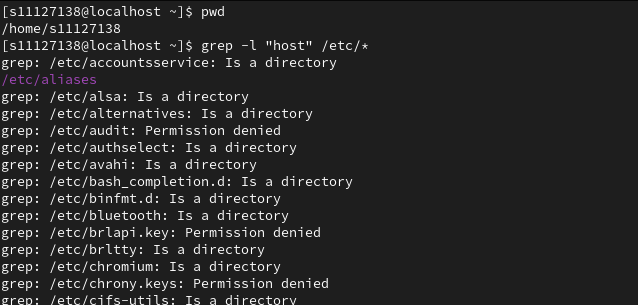 [s11127138@localhost ~]$ pwd
/home/s11127138
[s11127138@localhost ~]$ grep -l "host" /etc/*
grep: /etc/accountsservice: Is a directory
/etc/aliases
grep: /etc/alsa: Is a directory
grep: /etc/alternatives: Is a directory
grep: /etc/audit: Permission denied
grep: /etc/authselect: Is a directory
grep: /etc/avahi: Is a directory
grep: /etc/bash_completion.d: Is a directory
grep: /etc/binfmt.d: Is a directory
grep: /etc/bluetooth: Is a directory
grep: /etc/brlapi.key: Permission denied
grep: /etc/brltty: Is a directory
grep: /etc/chromium: Is a directory
grep: /etc/chrony.keys: Permission denied
grep: /etc/cifs-utils: Is a directory